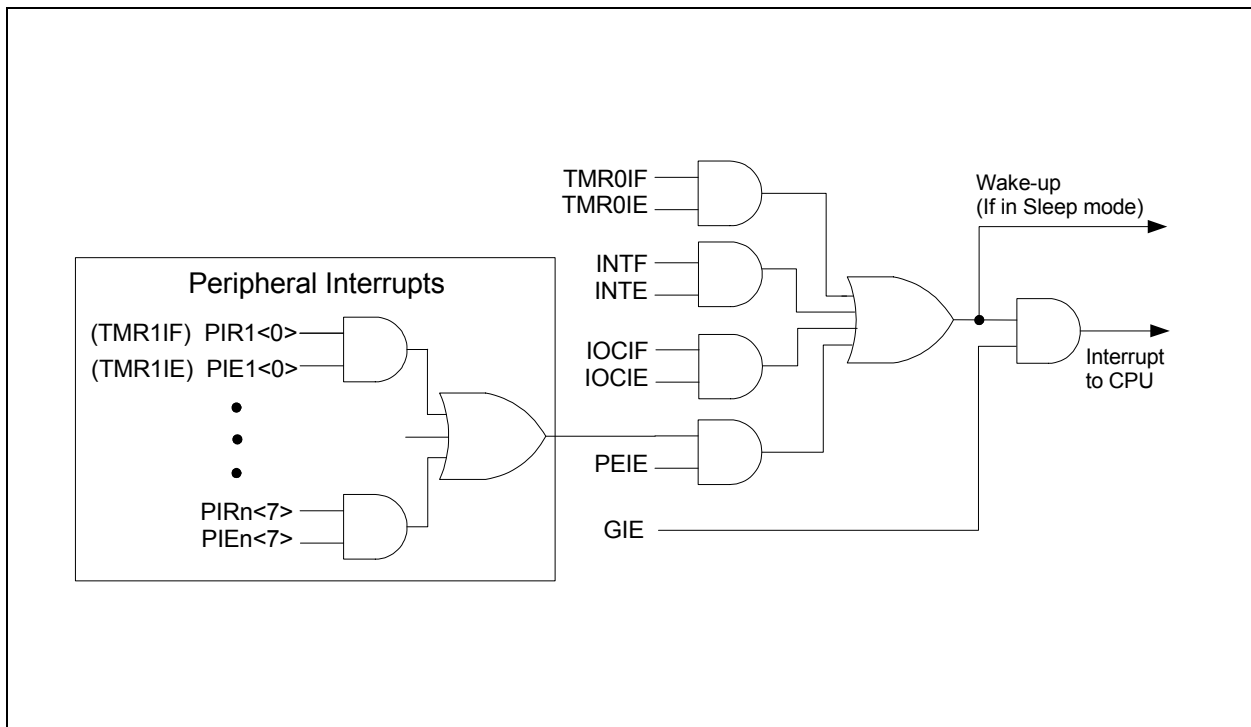 TMR0IF
TMR0IE
Wake-up
(If in Sleep mode)
INTF
INTE
Peripheral Interrupts
(TMR1IF) PIR1<0>
(TMR1IE) PIE1<0>
IOCIF
IOCIE
Interrupt
to CPU
PEIE
PIRn<7>
PIEn<7>
GIE